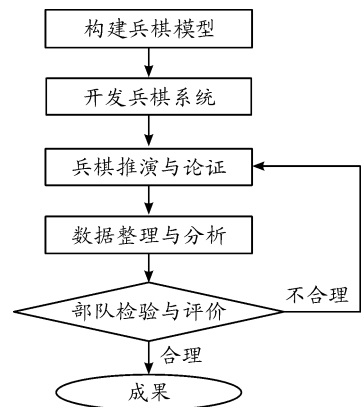 构建兵棋模型
开发兵棋系统
兵棋推演与论证
数据整理与分析
部队检验与评价
不合理
合理
成果